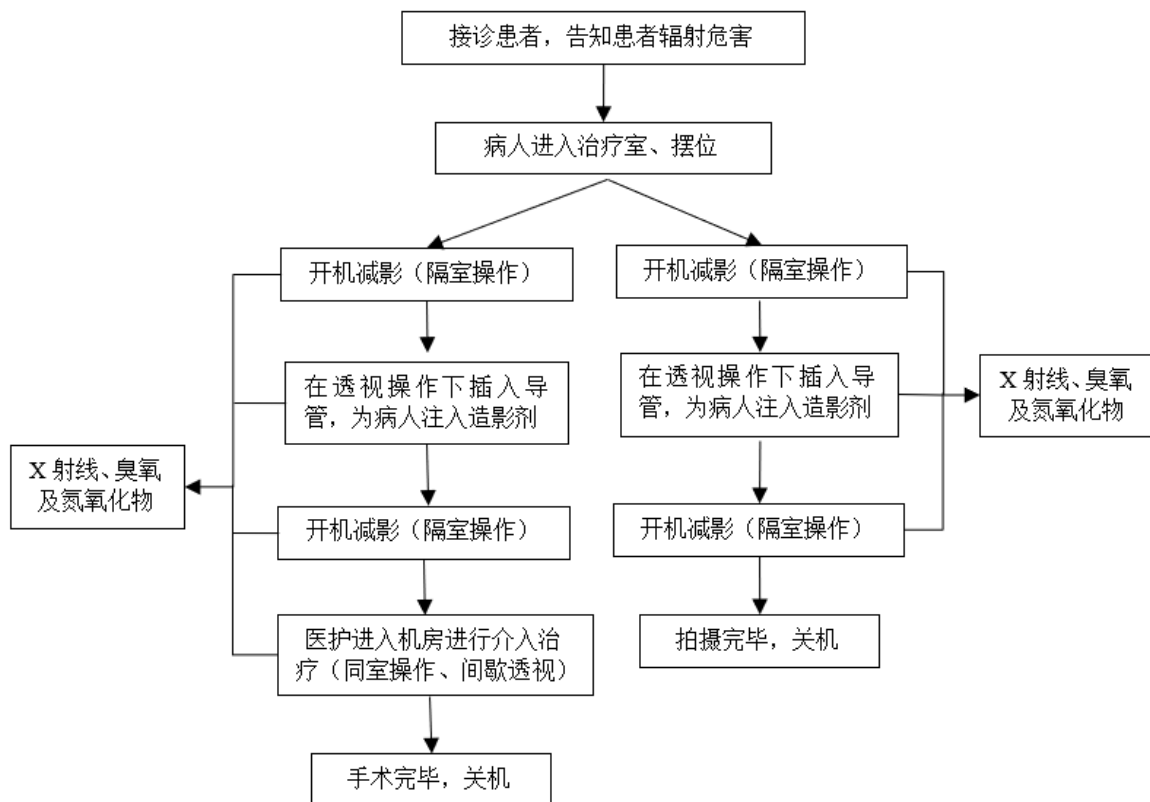 接诊患者，告知患者辐射危害
病人进入治疗室、摆位
开机减影（隔室操作）
开机减影（隔室操作）
在透视操作下插入导
管，为病人注入造影剂
在透视操作下插入导
管，为病人注入造影剂
X 射线、臭氧
及氮氧化物
X 射线、臭氧
及氮氧化物
开机减影（隔室操作）
开机减影（隔室操作）
医护进入机房进行介入治
疗（同室操作、间歇透视）
拍摄完毕，关机
手术完毕，关机